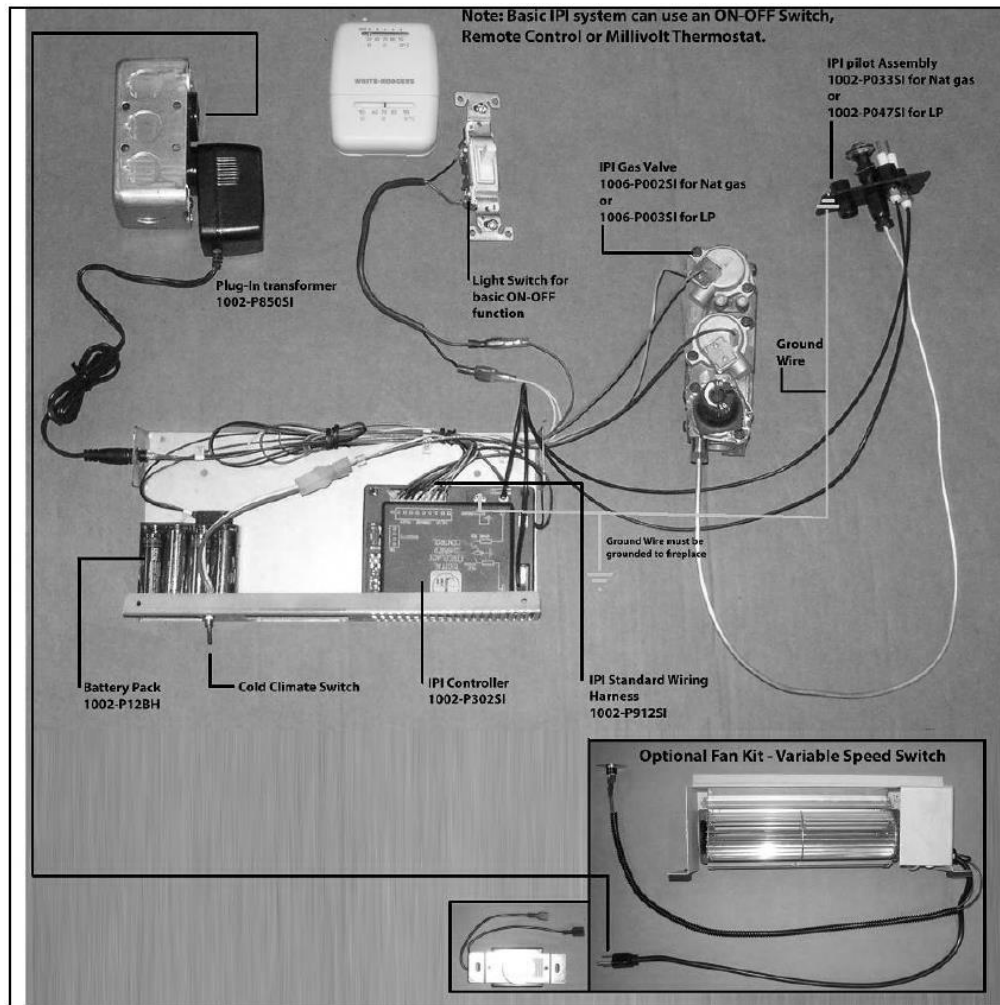 Note: Basic IPI system can use an ON-OFF Switch,
Remote Control or Millivolt Thermostat.
IPI pilot Assembly
1002-P033SI for Nat gas
or
1002-P047SI for LP
WHITE-RODGERS
IPI Gas Valve
1006-P002SI for Nat gas
or
1006-P003SI for LP
Plug-In transformer
1002-P850SI
Light Switch for
basic ON-OFF
function
Ground
Wire
Ground Wire must be
grounded to fireplace
Battery Pack
1002-P12BH
Cold Climate Switch
IPI Controller
1002-P302SI
IPI Standard Wiring
Harness
1002-P912SI
Optional Fan Kit - Variable Speed Switch